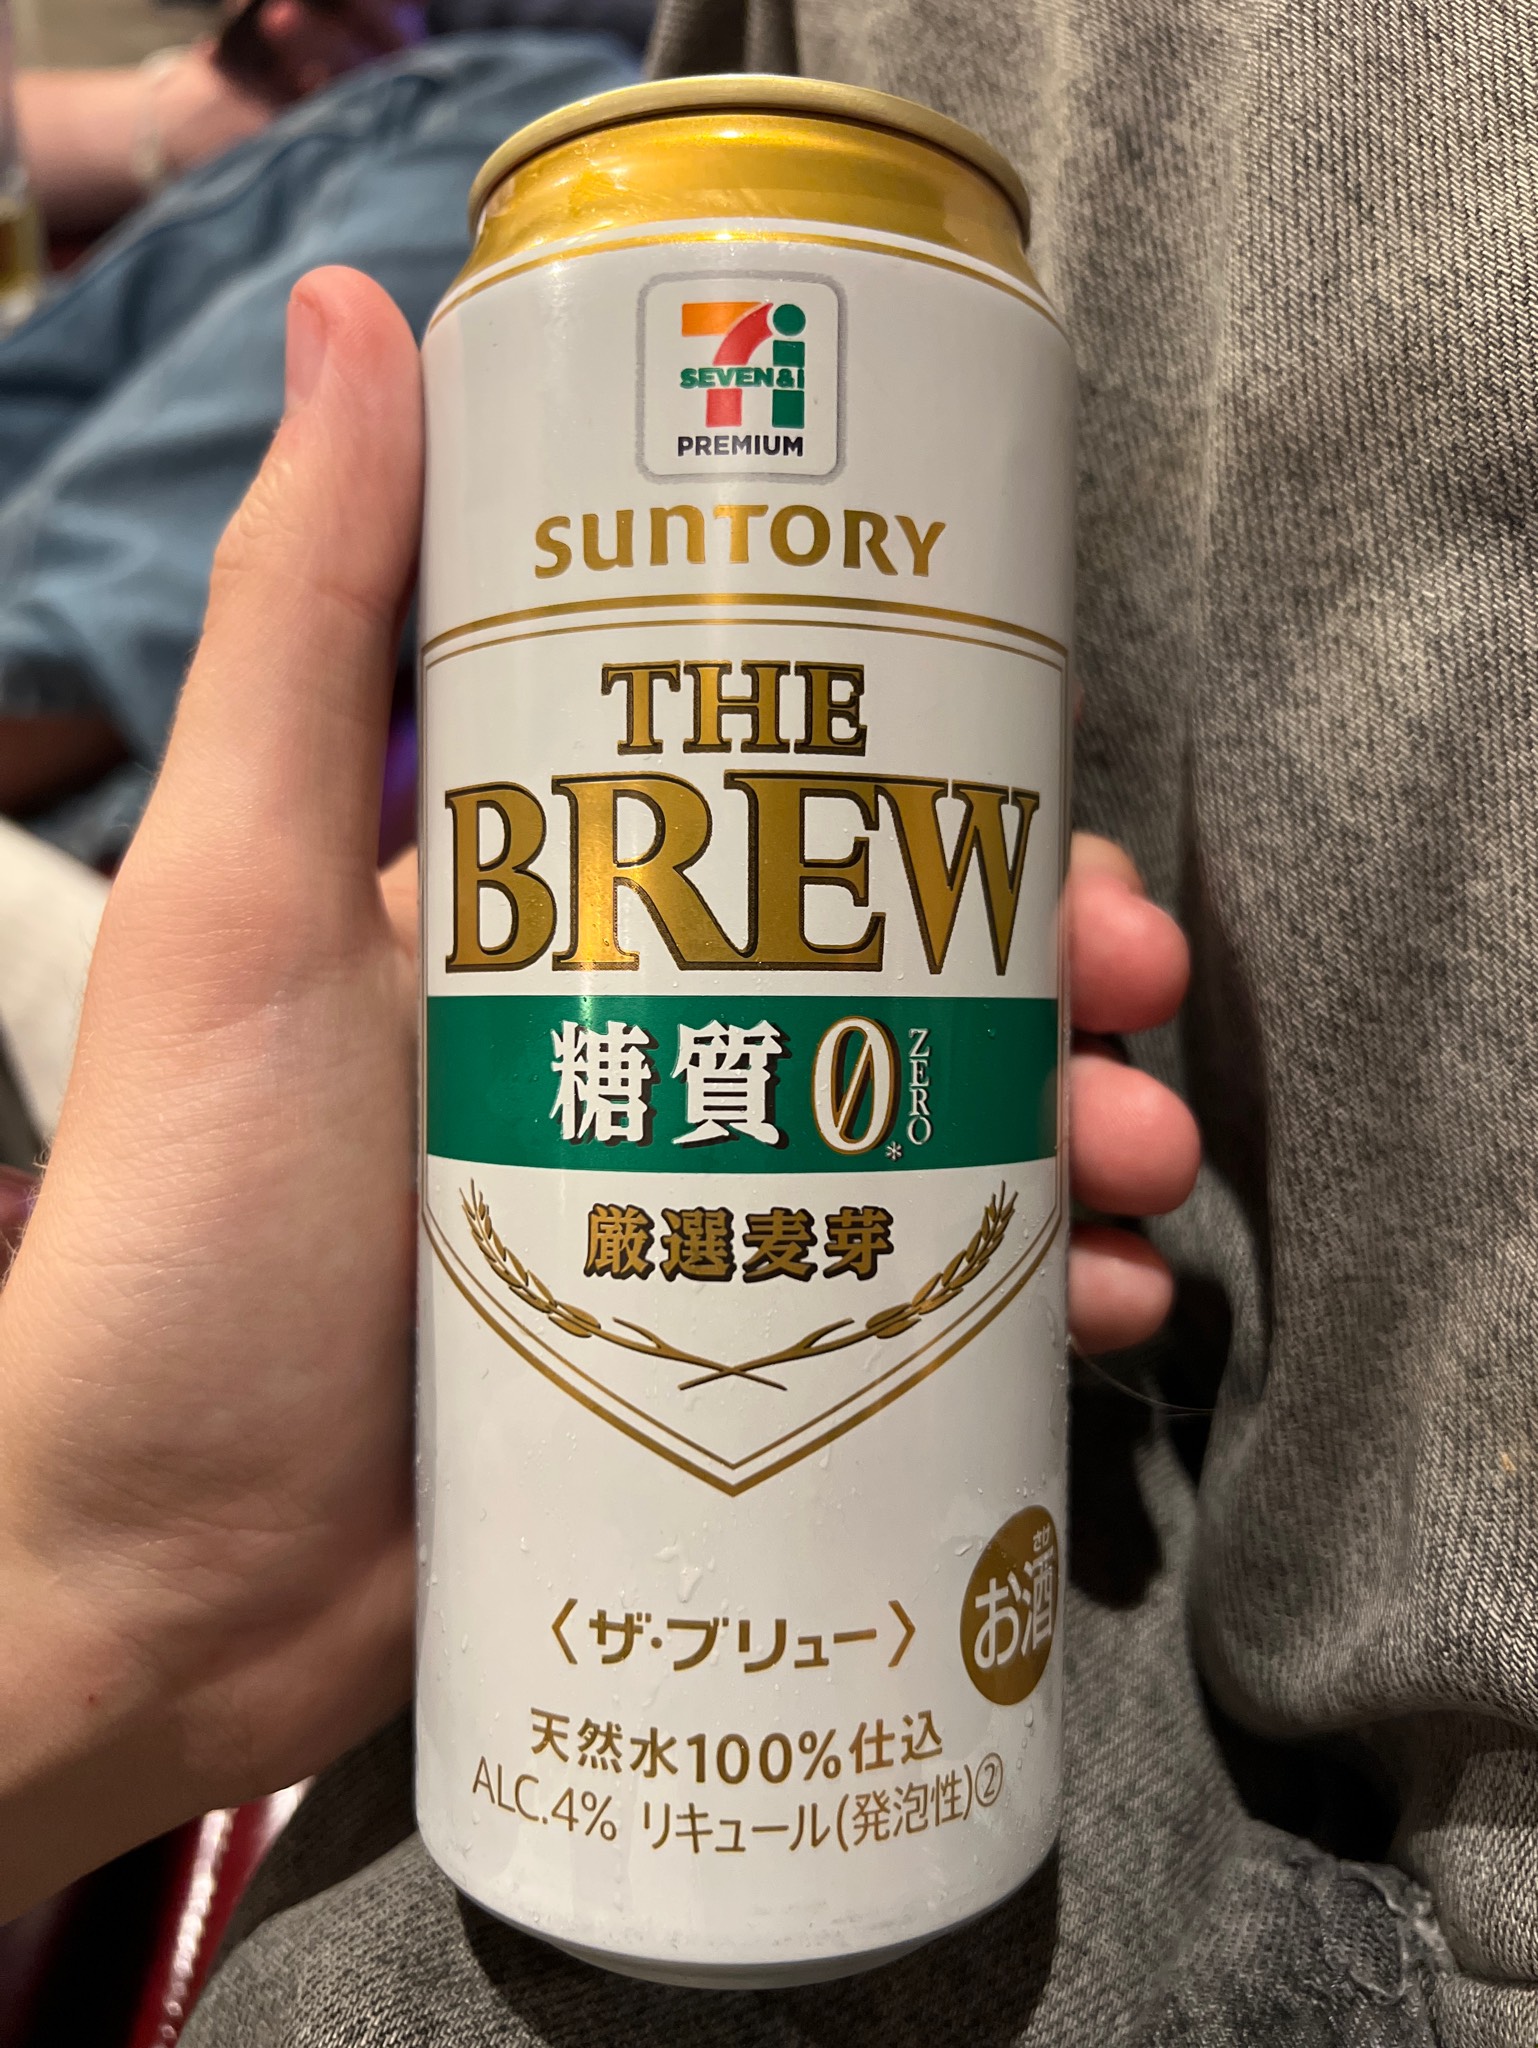 SEVEN&i
PREMIUM
SUNTORY
THE
BREW
糖質0 ZERO
*
厳選麦芽
さけ
お酒
〈ザ・ブリュー〉
天然水100%仕込
ALC.4% リキュール(発泡性)②